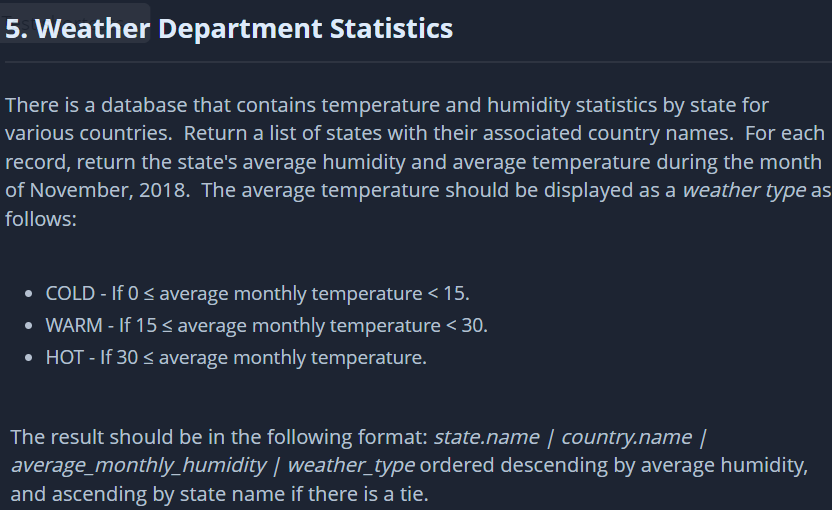 5. Weather Department Statistics
There is a database that contains temperature and humidity statistics by state for
various countries.  Return a list of states with their associated country names.  For each
record, return the state's average humidity and average temperature during the month
of November, 2018.  The average temperature should be displayed as a weather type as
follows:
• COLD - If 0 ≤ average monthly temperature < 15.
• WARM - If 15 ≤ average monthly temperature < 30.
• HOT - If 30 ≤ average monthly temperature.
The result should be in the following format: state.name | country.name |
average_monthly_humidity | weather_type ordered descending by average humidity,
and ascending by state name if there is a tie.